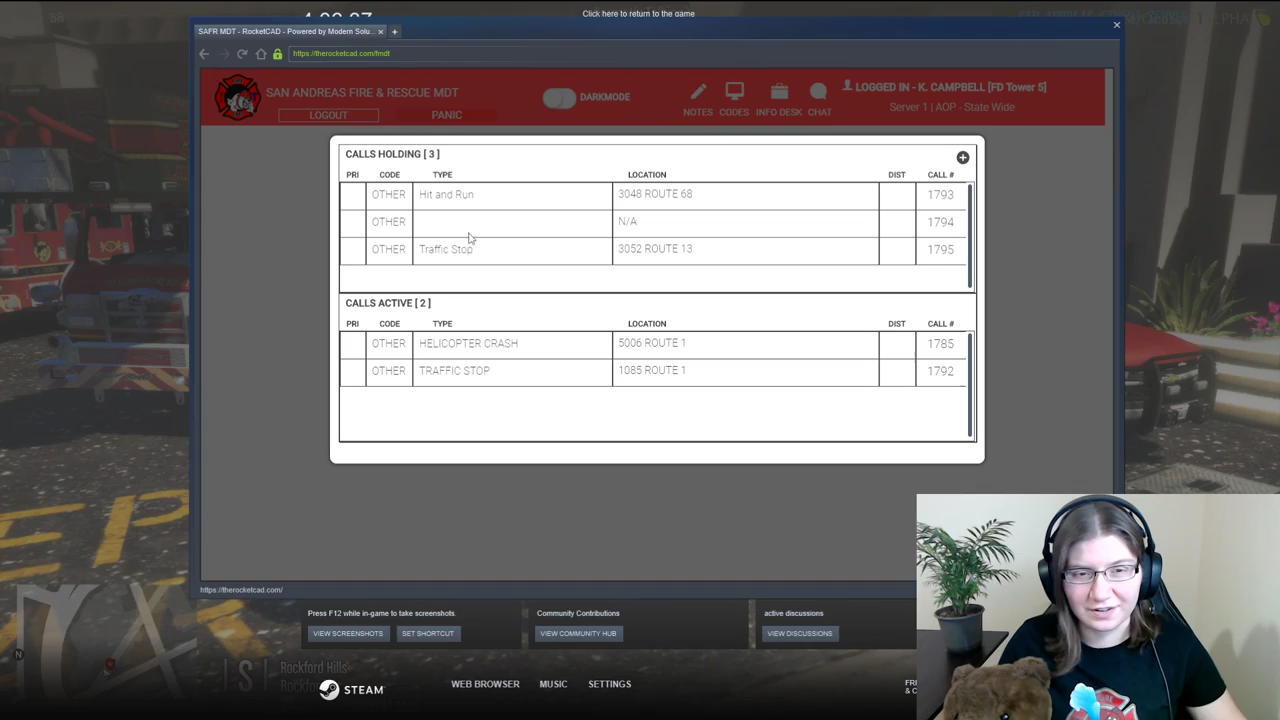 Click here to return to the game
SAFR MDT - RocketCAD - Powered by Modern Solu...
https://therocketcad.com/fmdt
SAN ANDREAS FIRE & RESCUE MDT
LOGOUT
PANIC
DARKMODE
NOTES
CODES
INFO DESK
CHAT
LOGGED IN - K. CAMPBELL [FD Tower 5]
Server 1 | AOP - State Wide
CALLS HOLDING [ 3 ]
PRI CODE TYPE LOCATION DIST CALL #
OTHER Hit and Run 3048 ROUTE 68 1793
OTHER N/A 1794
OTHER Traffic Stop 3052 ROUTE 13 1795
CALLS ACTIVE [ 2 ]
PRI CODE TYPE LOCATION DIST CALL #
OTHER HELICOPTER CRASH 5006 ROUTE 1 1785
OTHER TRAFFIC STOP 1085 ROUTE 1 1792
https://therocketcad.com/
Press F12 while in-game to take screenshots.
VIEW SCREENSHOTS
SET SHORTCUT
Community Contributions
VIEW COMMUNITY HUB
active discussions
VIEW DISCUSSIONS
N
S
Rockford Hills
STEAM
WEB BROWSER
MUSIC
SETTINGS